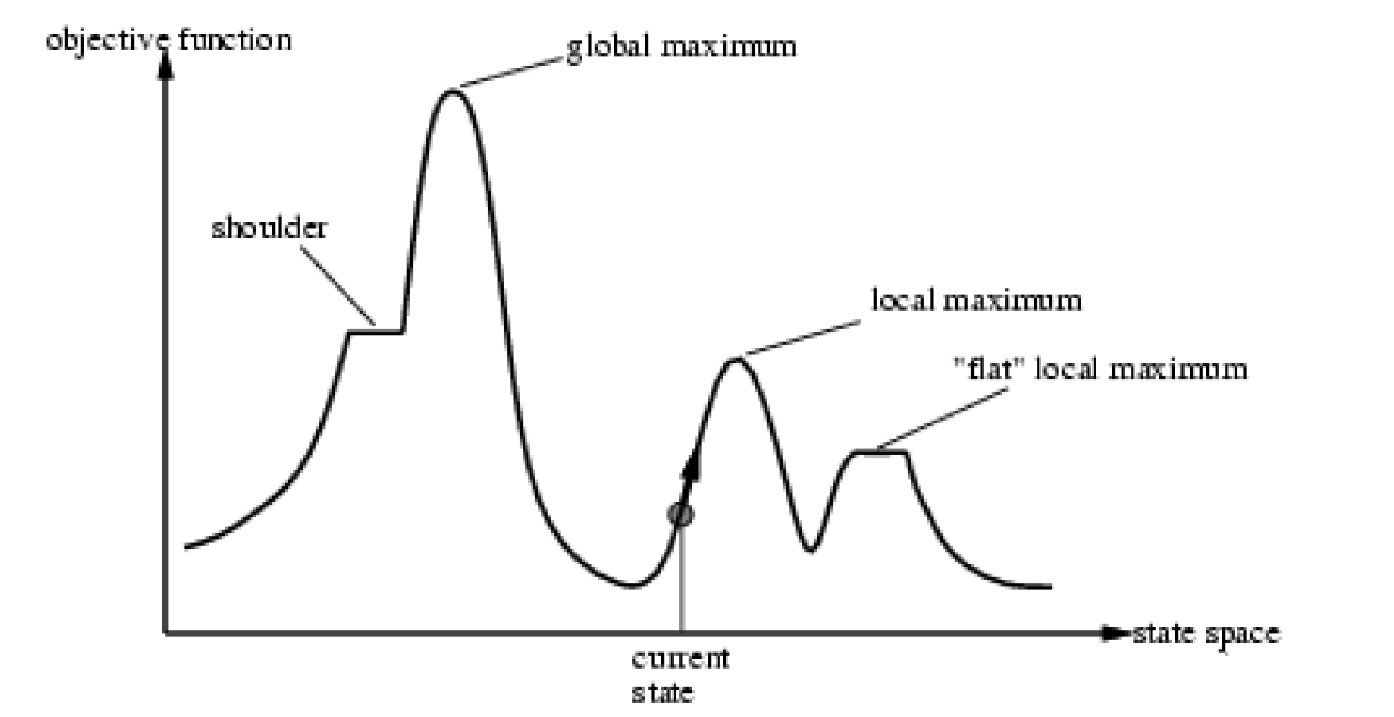 objective function
global maximum
shoulder
local maximum
"flat" local maximum
state space
current
state